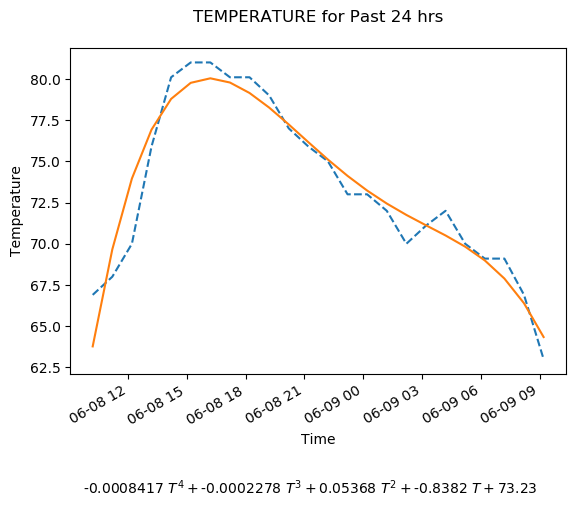 TEMPERATURE for Past 24 hrs
80.0
77.5
75.0
72.5
70.0
67.5
65.0
62.5
Temperature
06-08 12 06-08 15 06-08 18 06-08 21 06-09 00 06-09 03 06-09 06 06-09 09
Time
-0.0008417 T⁴ + -0.0002278 T³ + 0.05368 T² + -0.8382 T + 73.23